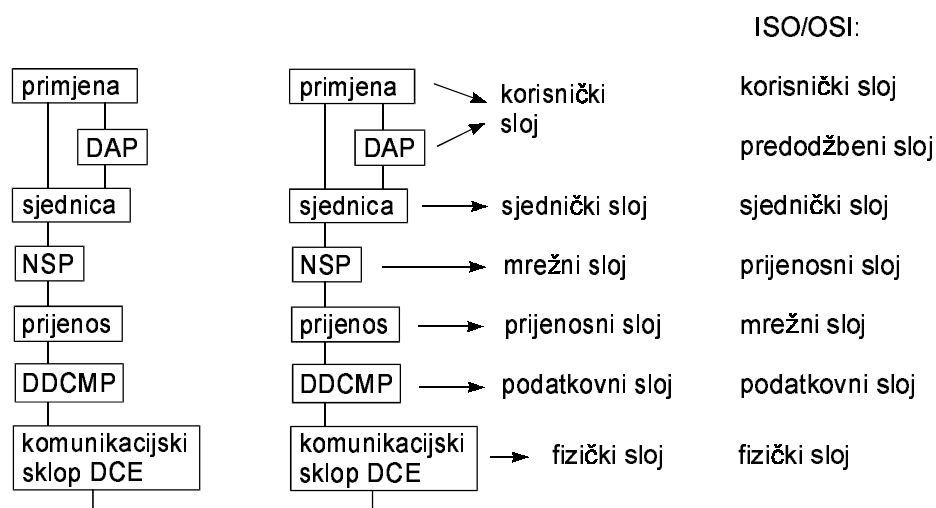 ISO/OSI:
primjena
DAP
sjednica
NSP
prijenos
DDCMP
komunikacijski
sklop DCE
primjena
DAP
sjednica
NSP
prijenos
DDCMP
komunikacijski
sklop DCE
korisnički
sloj
sjednički sloj
mrežni sloj
prijenosni sloj
podatkovni sloj
fizički sloj
korisnički sloj
predodžbeni sloj
sjednički sloj
prijenosni sloj
mrežni sloj
podatkovni sloj
fizički sloj